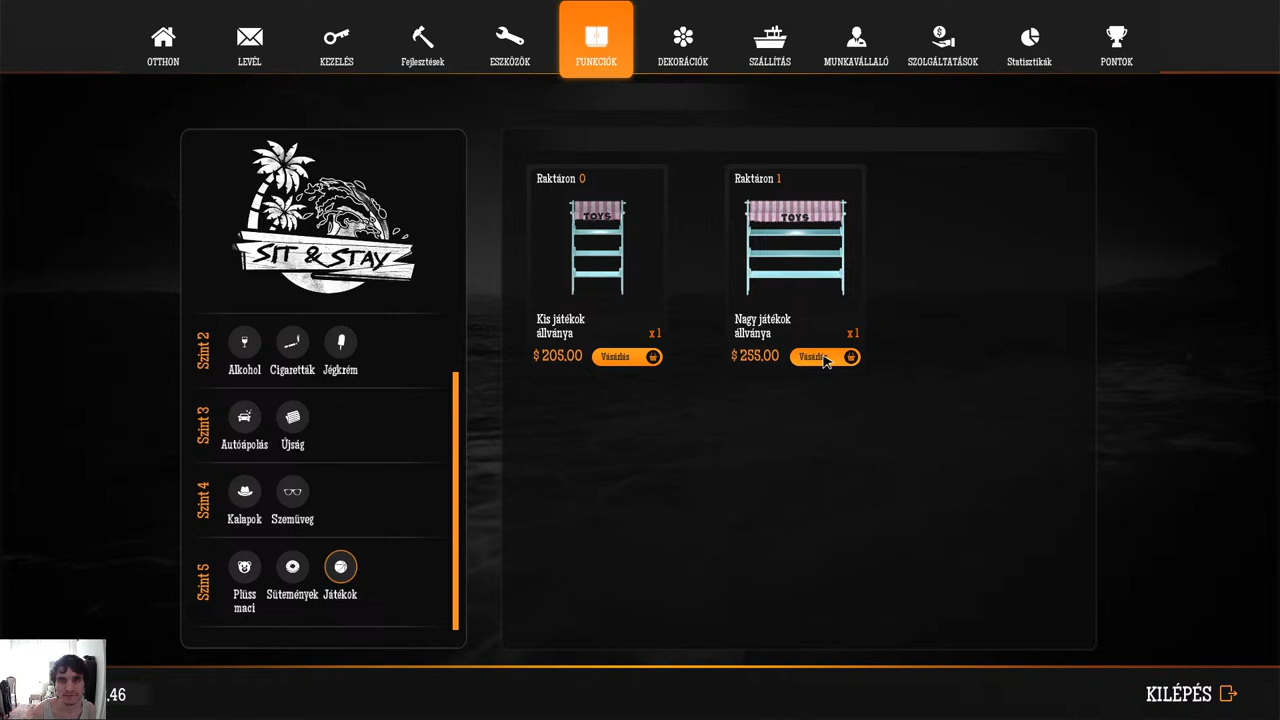 OTTHON LEVÉL KEZELÉS Fejlesztések ESZKÖZÖK FUNKCIÓK DEKORÁCIÓK SZÁLLÍTÁS MUNKAVÁLLALÓ SZOLGÁLTATÁSOK Statisztikák PONTOK
SIT & STAY
Szint 2
Alkohol Cigaretták Jégkrém
Szint 3
Autóápolás Újság
Szint 4
Kalapok Szemüveg
Szint 5
Plüss maci Sütemények Játékok
Raktáron 0
TOYS
Kis játékok
állványa x 1
$ 205,00 Vásárlás
Raktáron 1
TOYS
Nagy játékok
állványa x 1
$ 255,00 Vásárlás
.46
KILÉPÉS